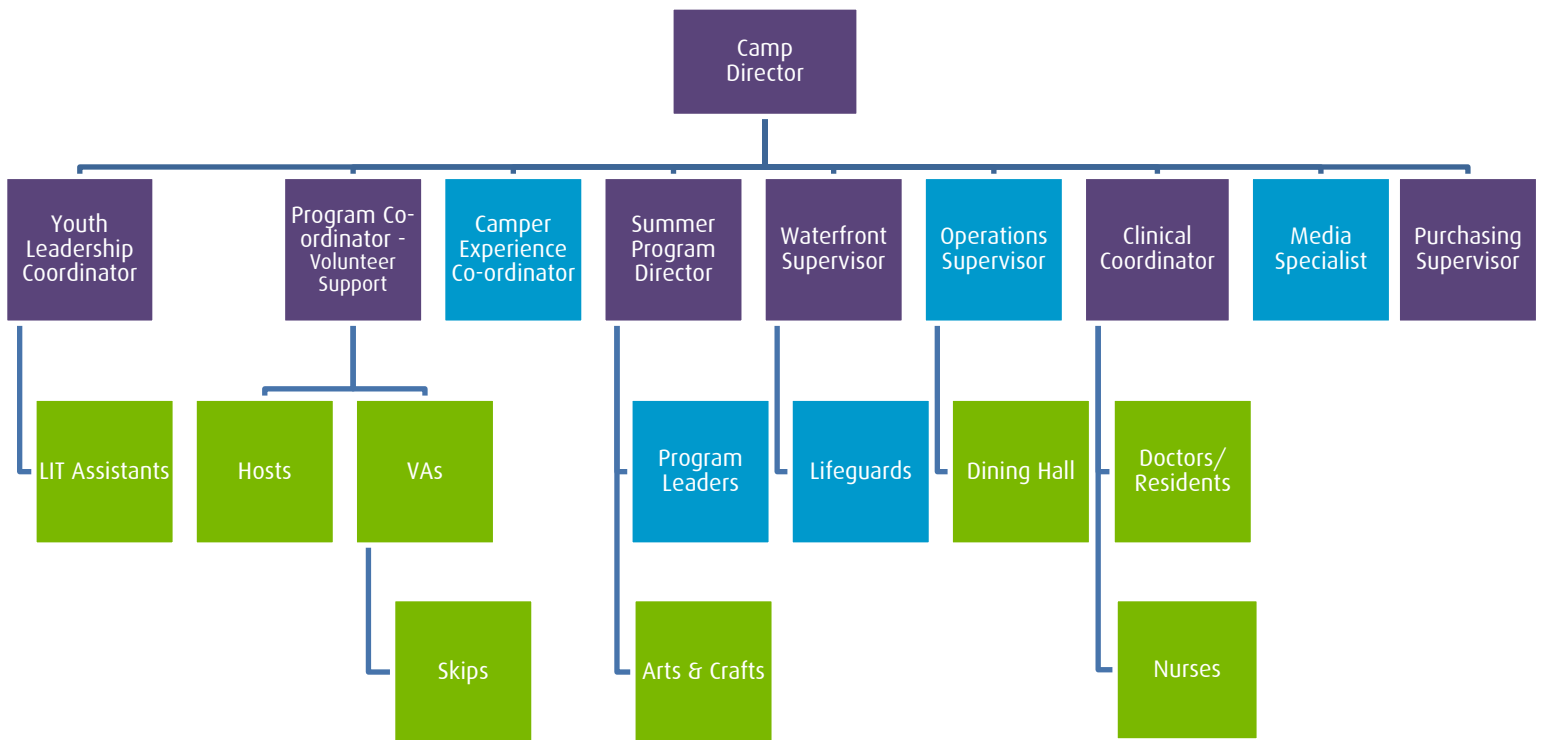 Camp
Director
Youth
Leadership
Coordinator
Program Co-
ordinator -
Volunteer
Support
Camper
Experience
Co-ordinator
Summer
Program
Director
Waterfront
Supervisor
Operations
Supervisor
Clinical
Coordinator
Media
Specialist
Purchasing
Supervisor
LIT Assistants
Hosts
VAs
Program
Leaders
Lifeguards
Dining Hall
Doctors/
Residents
Skips
Arts & Crafts
Nurses